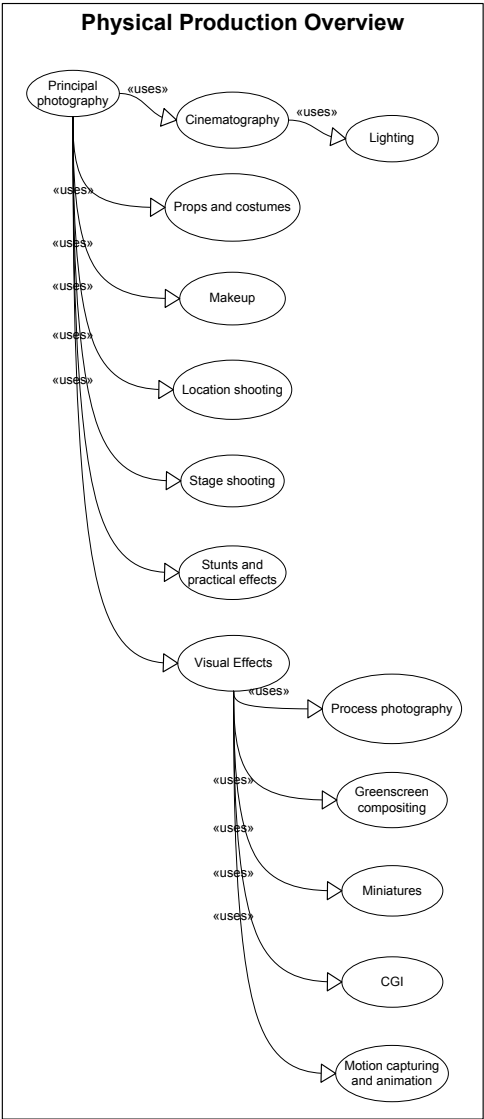 Physical Production Overview
Principal
photography
«uses»
Cinematography
«uses»
Lighting
«uses»
Props and costumes
«uses»
Makeup
«uses»
Location shooting
«uses»
Stage shooting
«uses»
Stunts and
practical effects
Visual Effects
«uses»
Process photography
«uses»
Greenscreen
compositing
«uses»
Miniatures
«uses»
CGI
«uses»
Motion capturing
and animation